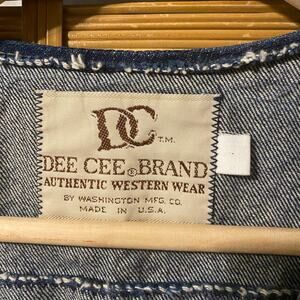 DC T.M.
DEE CEE ® BRAND
AUTHENTIC WESTERN WEAR
BY WASHINGTON MFG. CO.
MADE IN U.S.A.